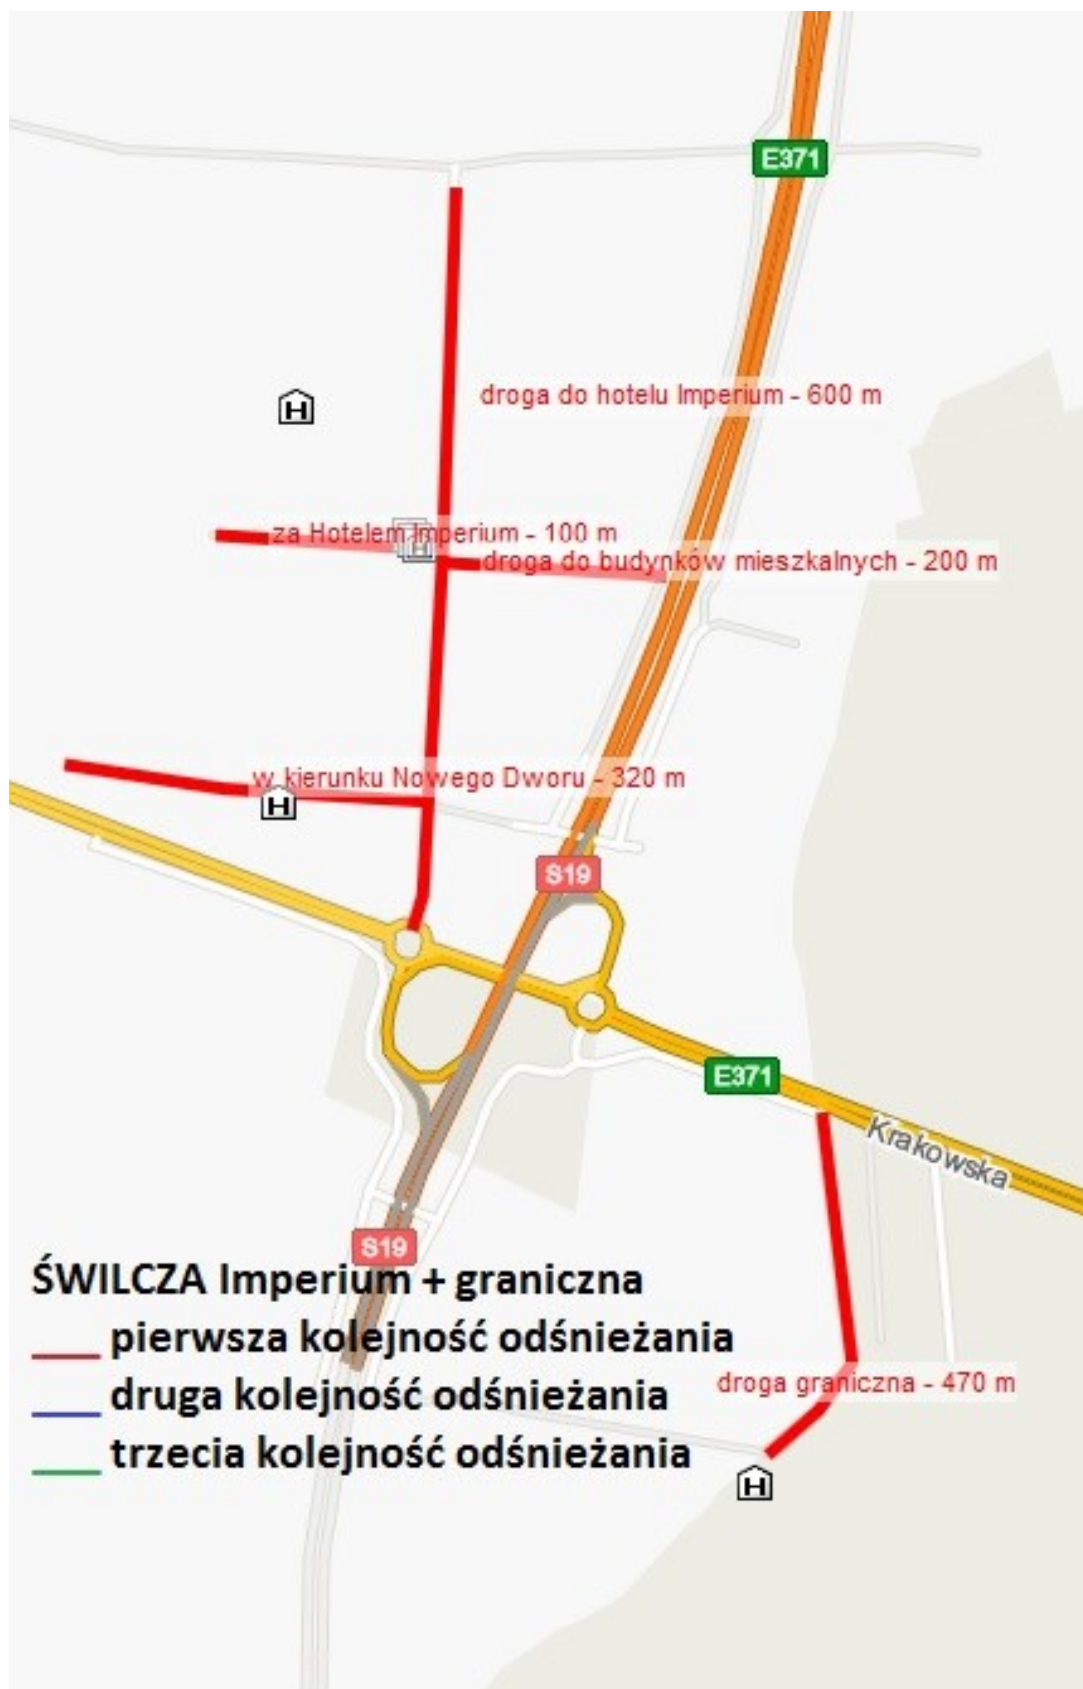 E371
droga do hotelu Imperium - 600 m
za Hotelem Imperium - 100 m
droga do budynków mieszkalnych - 200 m
w kierunku Nowego Dworu - 320 m
S19
E371
Krakowska
S19
ŚWILCZA Imperium + graniczna
pierwsza kolejność odśnieżania
droga graniczna - 470 m
druga kolejność odśnieżania
trzecia kolejność odśnieżania
H
H
H
H